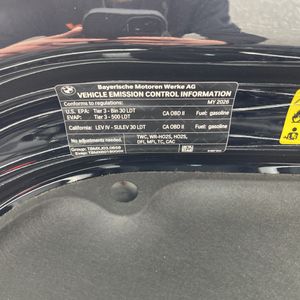 Bayerische Motoren Werke AG
VEHICLE EMISSION CONTROL INFORMATION
Conforms to regulations: MY 2026
U.S. EPA: Tier 3 - Bin 30 LDT CA OBD II Fuel: gasoline
EVAP: Tier 3 - 500 LDT
California: LEV IV - SULEV 30 LDT CA OBD II Fuel: gasoline
No adjustments needed. TWC, WR-HO2S, HO2S,
DFI, MPI, TC, CAC
Group:
Evap: